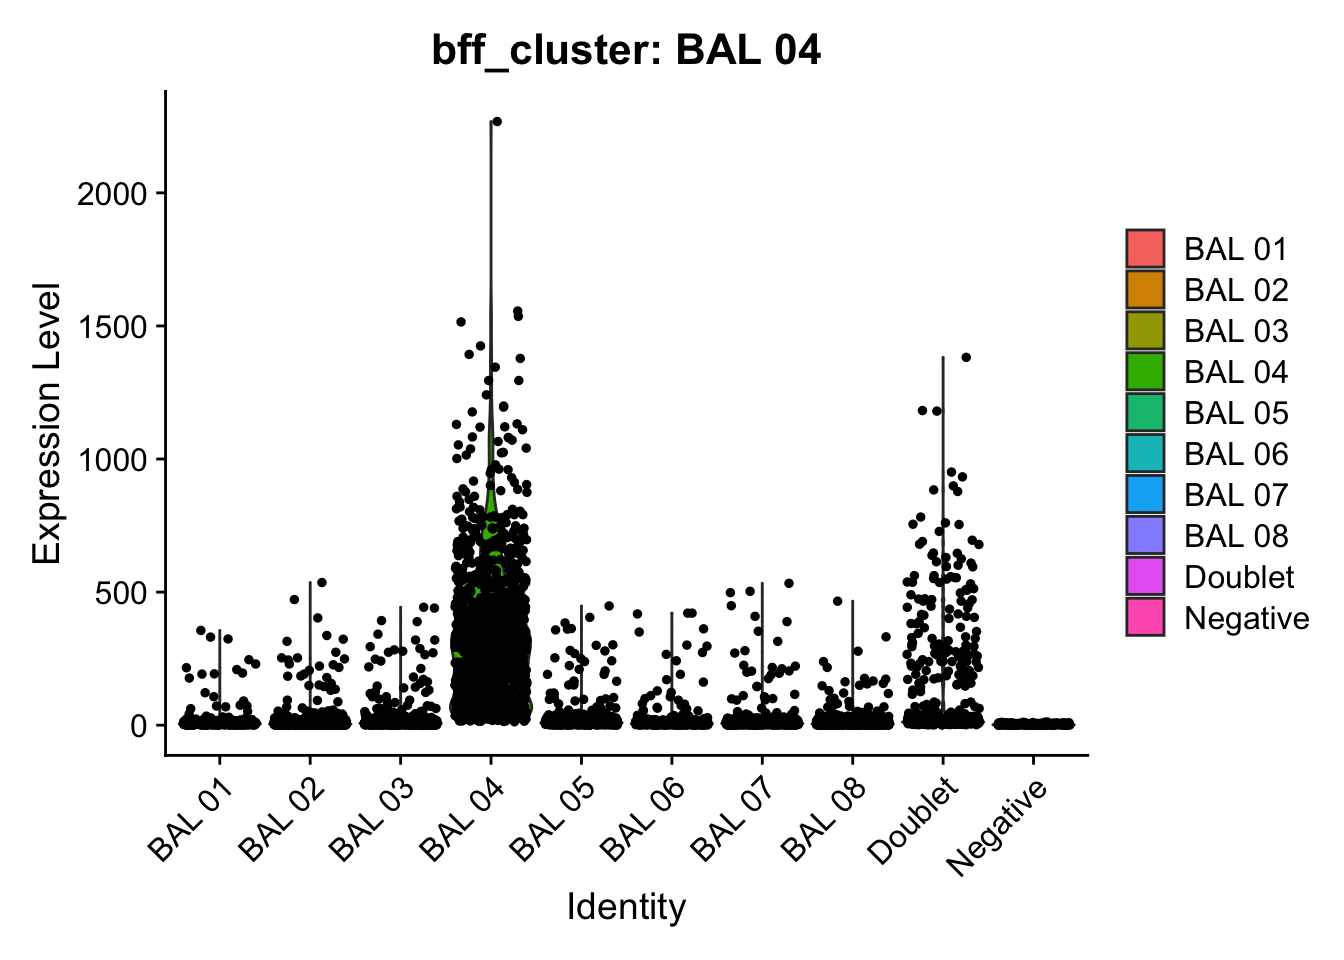 bff_cluster: BAL 04
Expression Level
2000
1500
1000
500
0
BAL 01
BAL 02
BAL 03
BAL 04
BAL 05
BAL 06
BAL 07
BAL 08
Doublet
Negative
Identity
BAL 01
BAL 02
BAL 03
BAL 04
BAL 05
BAL 06
BAL 07
BAL 08
Doublet
Negative